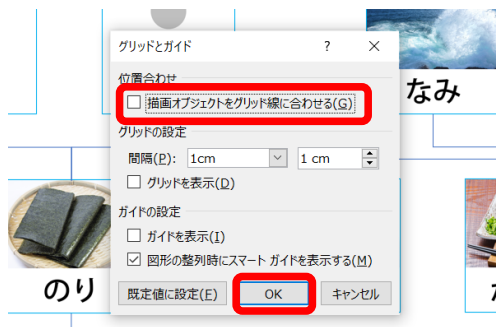 グリッドとガイド ? ×
位置合わせ
描画オブジェクトをグリッド線に合わせる(G)
グリッドの設定
間隔(P): 1cm 1 cm
グリッドを表示(D)
ガイドの設定
ガイドを表示(I)
図形の整列時にスマート ガイドを表示する(M)
既定値に設定(E) OK キャンセル
なみ
のり